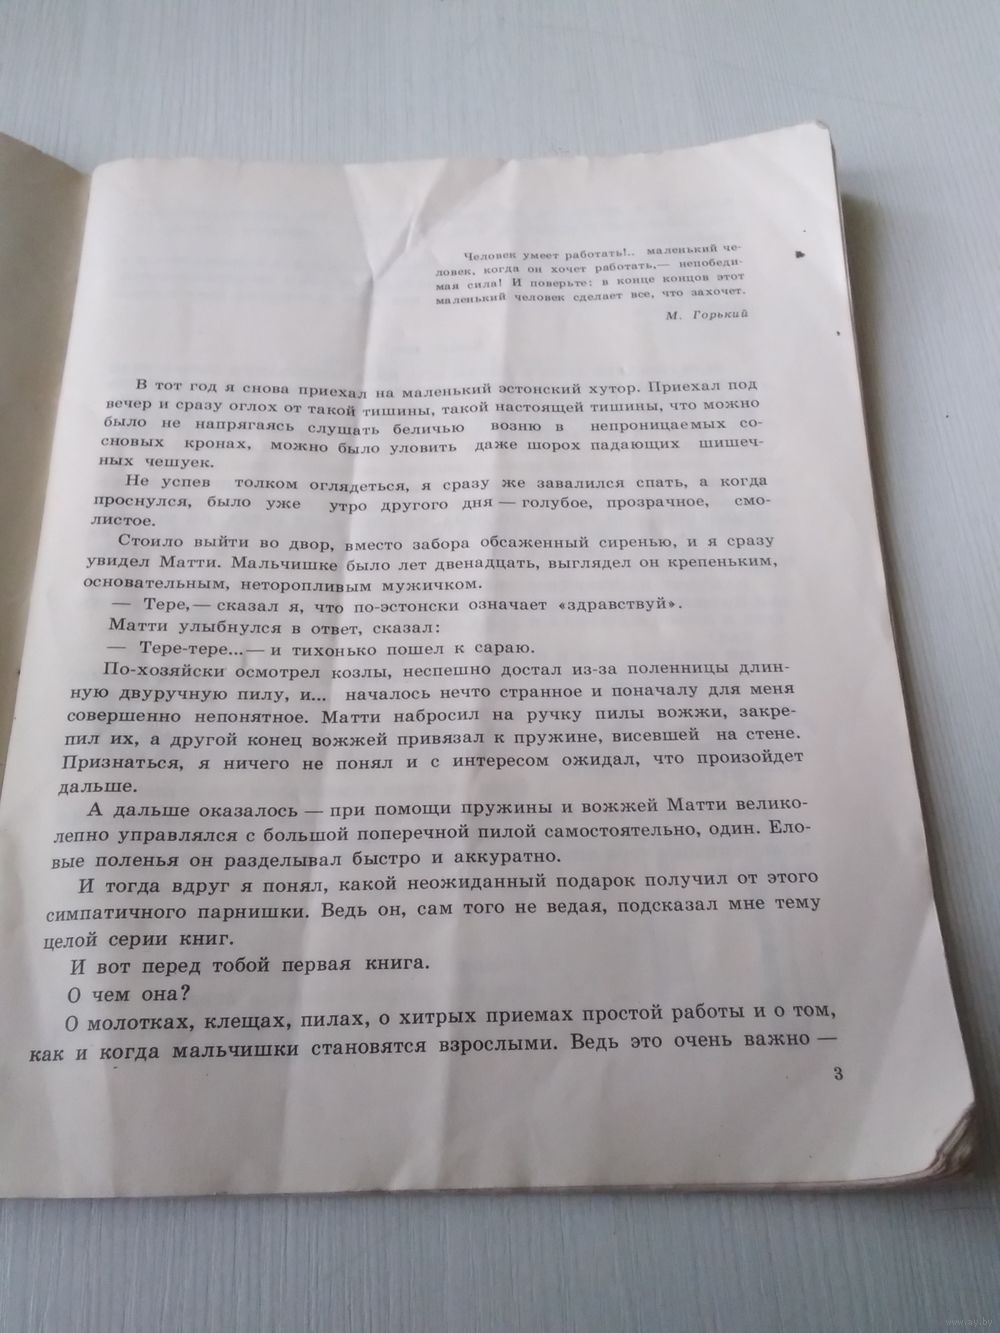 Человек умеет работать!.. маленький че-
ловек, когда он хочет работать,— непобеди-
мая сила! И поверьте: в конце концов этот
маленький человек сделает все, что захочет.
М. Горький
В тот год я снова приехал на маленький эстонский хутор. Приехал под
вечер и сразу оглох от такой тишины, такой настоящей тишины, что можно
было не напрягаясь слушать беличью возню в непроницаемых со-
сновых кронах, можно было уловить даже шорох падающих шишеч-
ных чешуек.
Не успев толком оглядеться, я сразу же завалился спать, а когда
проснулся, было уже утро другого дня — голубое, прозрачное, смо-
листое.
Стоило выйти во двор, вместо забора обсаженный сиренью, и я сразу
увидел Матти. Мальчишке было лет двенадцать, выглядел он крепеньким,
основательным, неторопливым мужичком.
— Тере,— сказал я, что по-эстонски означает «здравствуй».
Матти улыбнулся в ответ, сказал:
— Тере-тере...— и тихонько пошел к сараю.
По-хозяйски осмотрел козлы, неспешно достал из-за поленницы длин-
ную двуручную пилу, и... началось нечто странное и поначалу для меня
совершенно непонятное. Матти набросил на ручку пилы вожжи, закре-
пил их, а другой конец вожжей привязал к пружине, висевшей на стене.
Признаться, я ничего не понял и с интересом ожидал, что произойдет
дальше.
А дальше оказалось — при помощи пружины и вожжей Матти велико-
лепно управлялся с большой поперечной пилой самостоятельно, один. Ело-
вые поленья он разделывал быстро и аккуратно.
И тогда вдруг я понял, какой неожиданный подарок получил от этого
симпатичного парнишки. Ведь он, сам того не ведая, подсказал мне тему
целой серии книг.
И вот перед тобой первая книга.
О чем она?
О молотках, клещах, пилах, о хитрых приемах простой работы и о том,
как и когда мальчишки становятся взрослыми. Ведь это очень важно —
3
www.ay.by